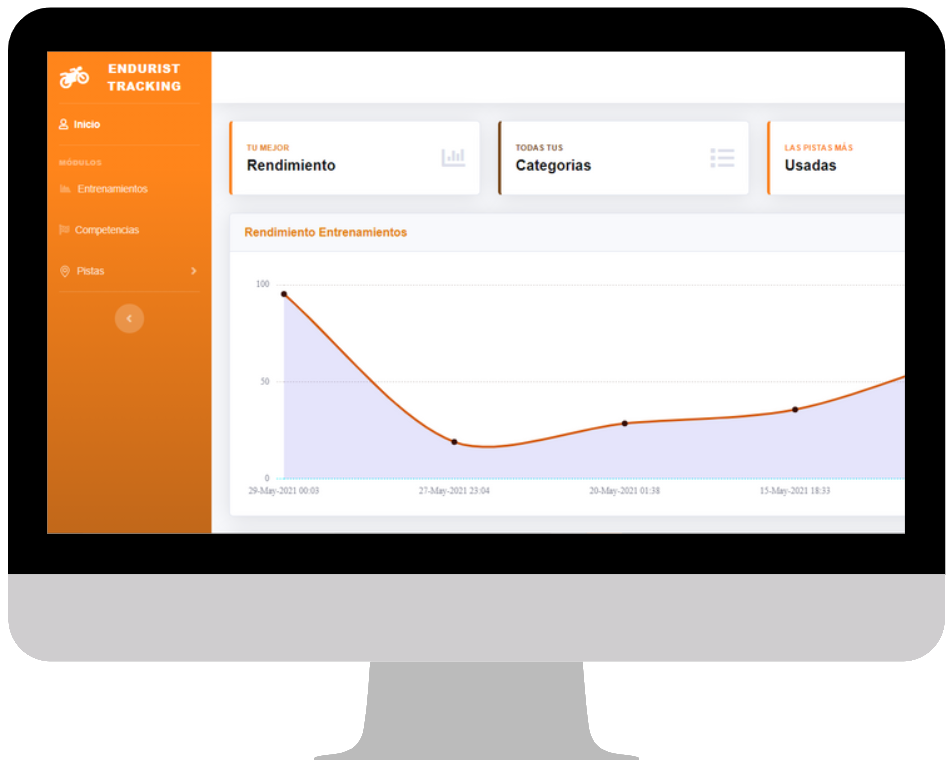 ENDURIST
TRACKING
Inicio
MÓDULOS
Entrenamientos
Competencias
Pistas
TU MEJOR
Rendimiento
TODAS TUS
Categorias
LAS PISTAS MÁS
Usadas
Rendimiento Entrenamientos
100
50
0
29-May-2021 00:03
27-May-2021 23:04
20-May-2021 01:38
15-May-2021 18:33